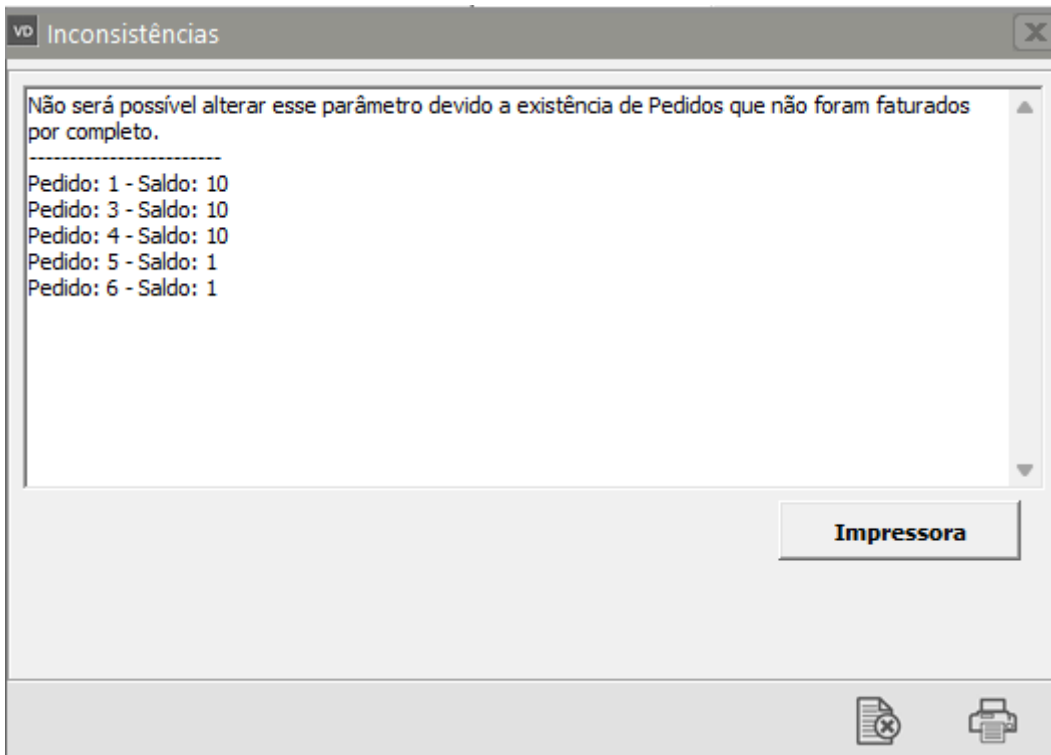 VD Inconsistências
Não será possível alterar esse parâmetro devido a existência de Pedidos que não foram faturados
por completo.
------------------------
Pedido: 1 - Saldo: 10
Pedido: 3 - Saldo: 10
Pedido: 4 - Saldo: 10
Pedido: 5 - Saldo: 1
Pedido: 6 - Saldo: 1
Impressora